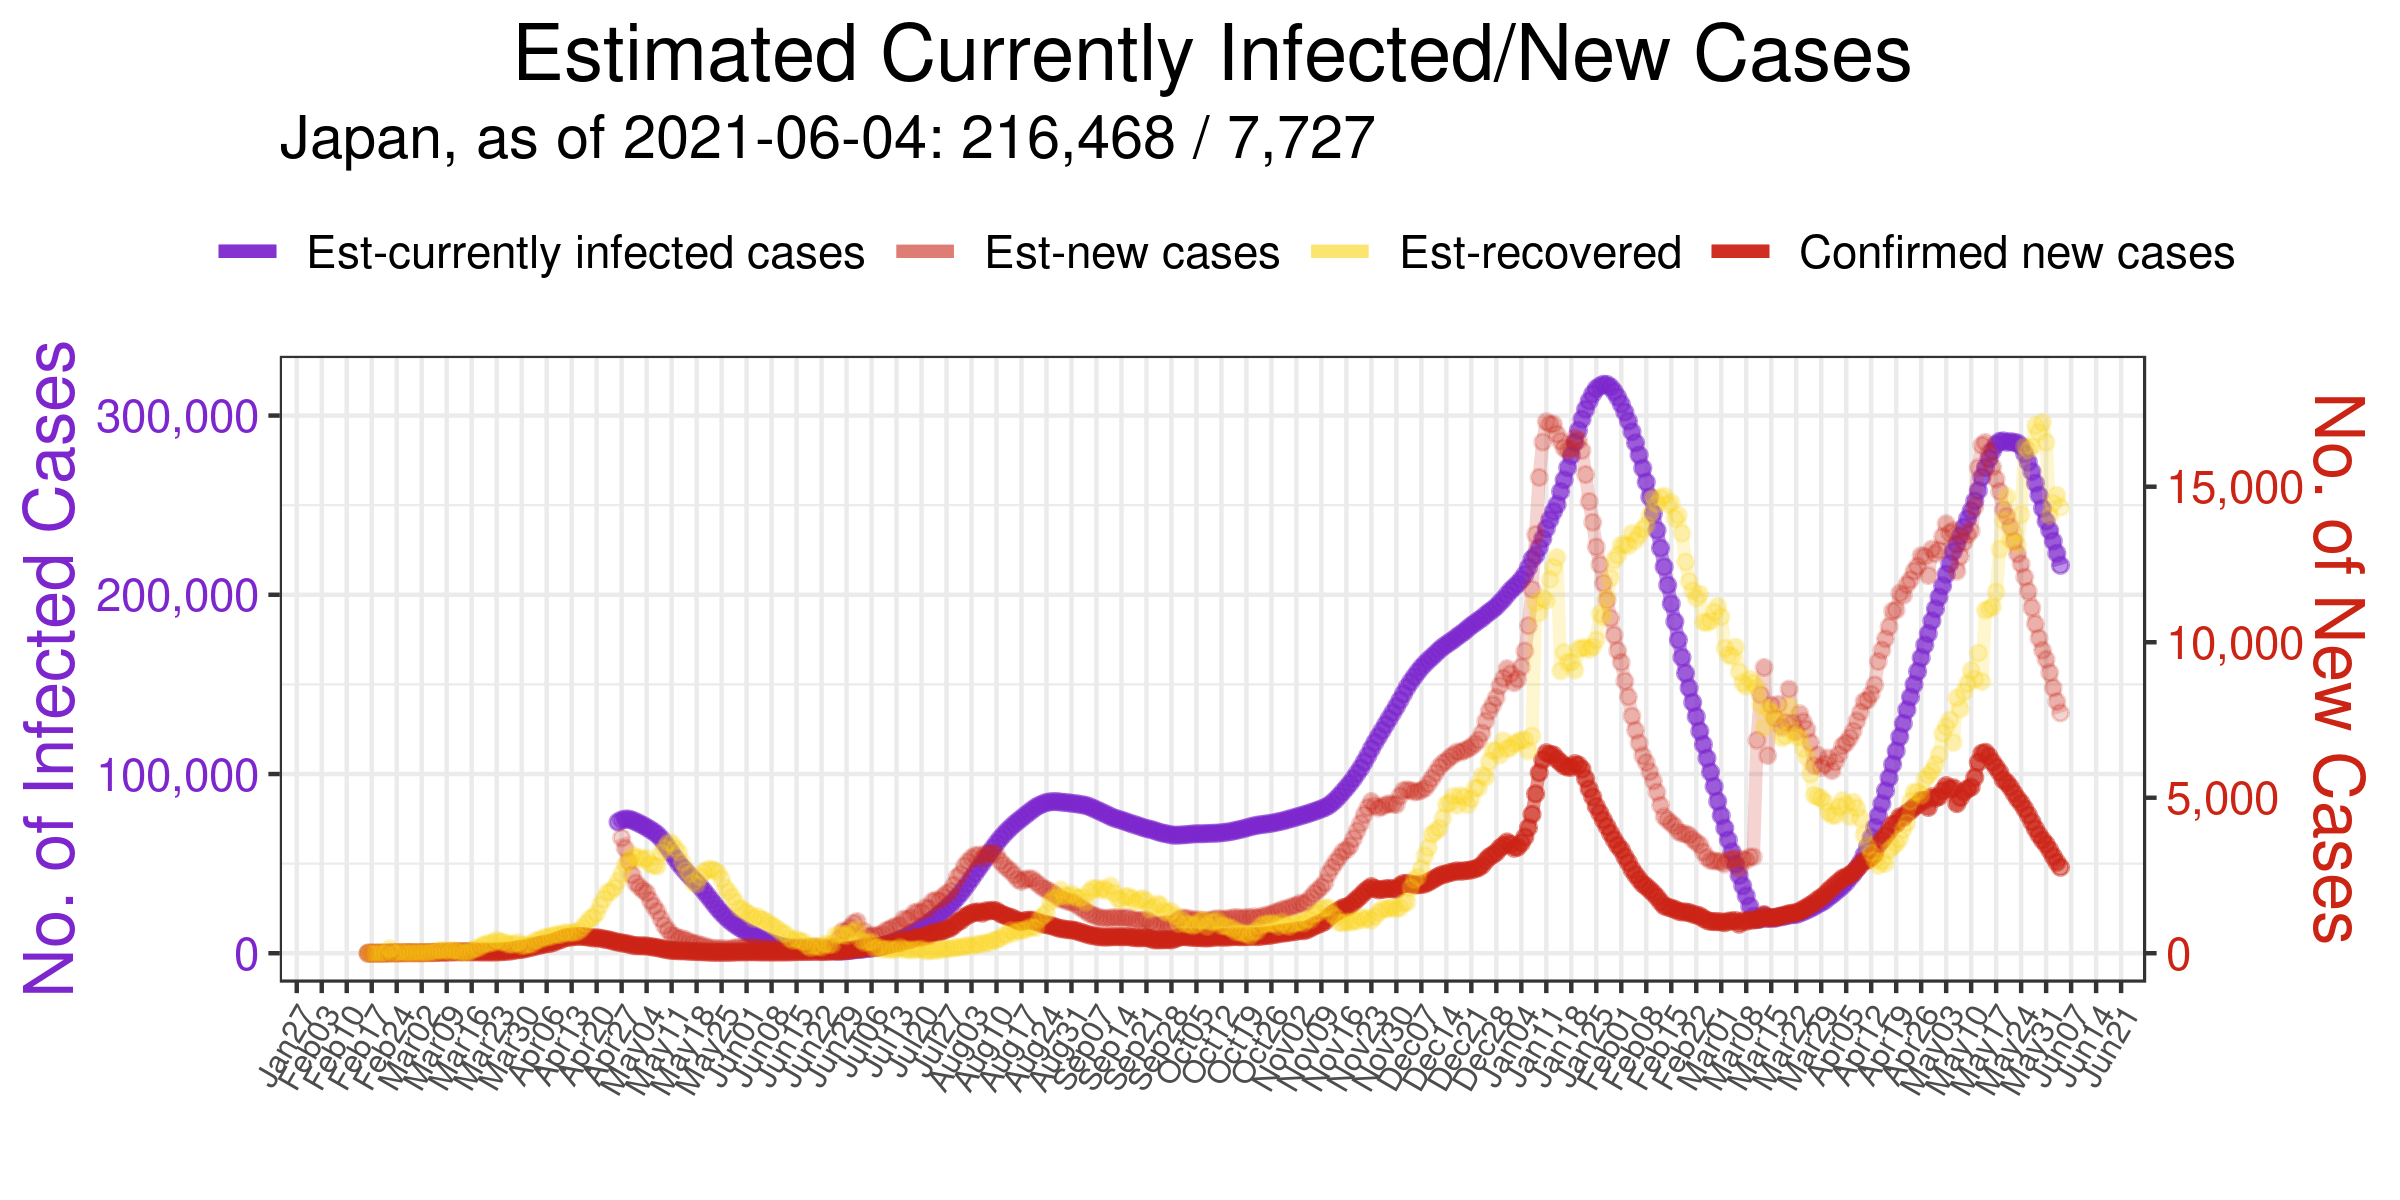 Estimated Currently Infected/New Cases
Japan, as of 2021-06-04: 216,468 / 7,727
Est-currently infected cases Est-new cases Est-recovered Confirmed new cases
No. of Infected Cases
300,000
200,000
100,000
0
15,000
10,000
5,000
0
No. of New Cases
Jan27 Feb03 Feb10 Feb17 Feb24 Mar02 Mar09 Mar16 Mar23 Mar30 Apr06 Apr13 Apr20 Apr27 May04 May11 May18 May25 Jun01 Jun08 Jun15 Jun22 Jun29 Jul06 Jul13 Jul20 Jul27 Aug03 Aug10 Aug17 Aug24 Aug31 Sep07 Sep14 Sep21 Sep28 Oct05 Oct12 Oct19 Oct26 Nov02 Nov09 Nov16 Nov23 Nov30 Dec07 Dec14 Dec21 Dec28 Jan04 Jan11 Jan18 Jan25 Feb01 Feb08 Feb15 Feb22 Mar01 Mar08 Mar15 Mar22 Mar29 Apr05 Apr12 Apr19 Apr26 May03 May10 May17 May24 May31 Jun07 Jun14 Jun21